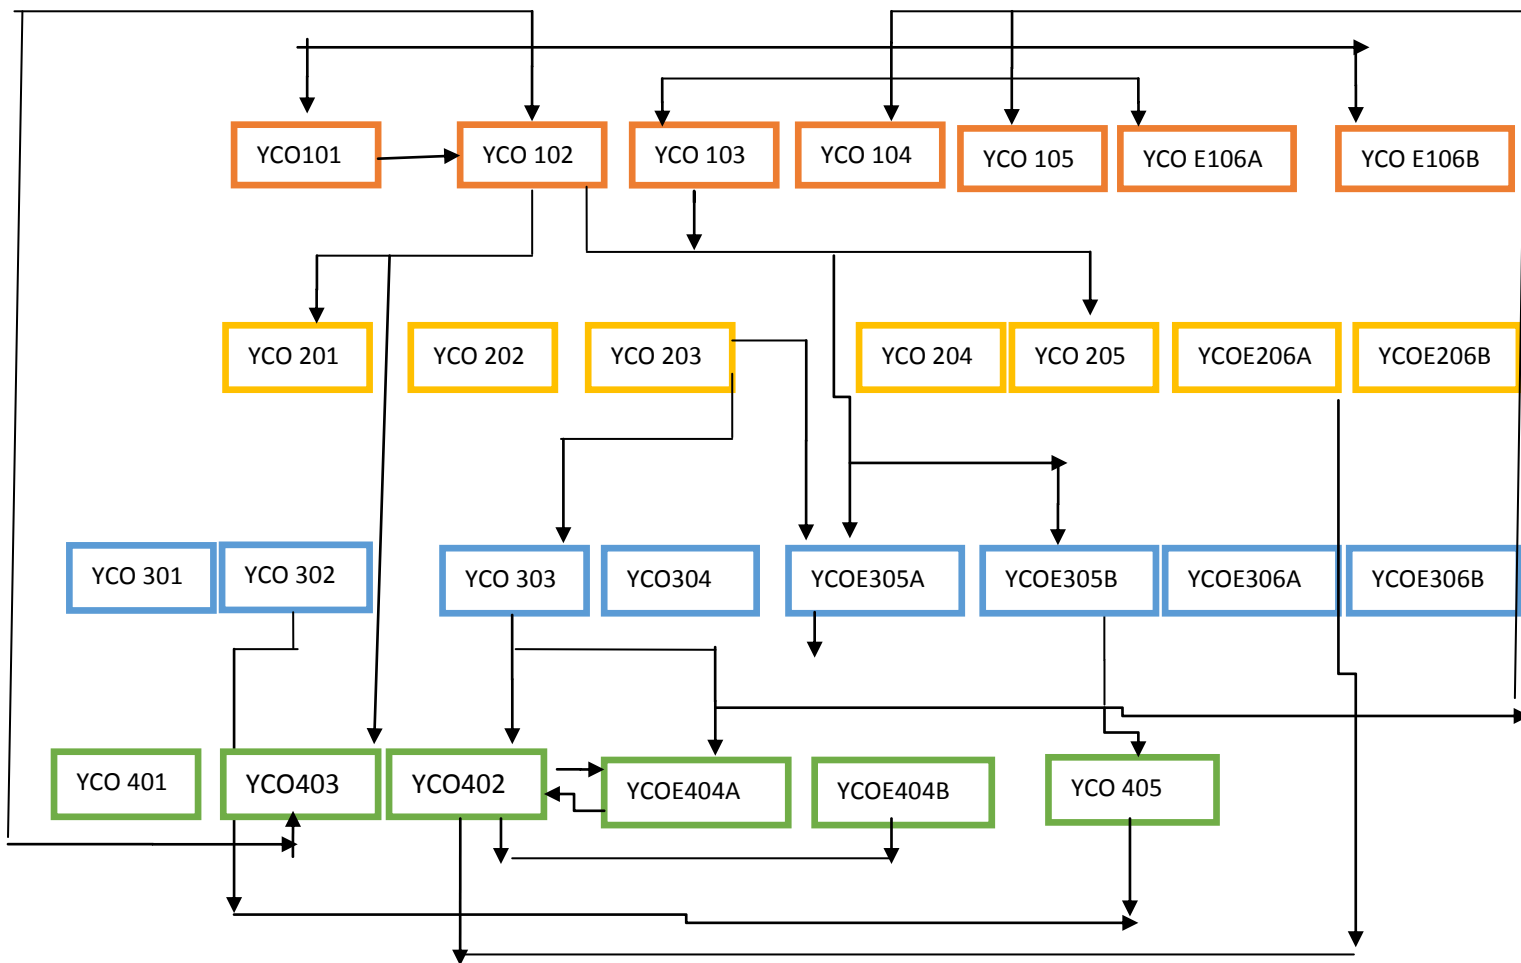 YCO101
YCO 102
YCO 103
YCO 104
YCO 105
YCO E106A
YCO E106B
YCO 201
YCO 202
YCO 203
YCO 204
YCO 205
YCOE206A
YCOE206B
YCO 301
YCO 302
YCO 303
YCO304
YCOE305A
YCOE305B
YCOE306A
YCOE306B
YCO 401
YCO403
YCO402
YCOE404A
YCOE404B
YCO 405